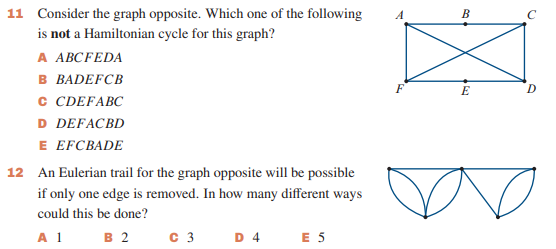 11 Consider the graph opposite. Which one of the following
is not a Hamiltonian cycle for this graph?
A ABCFEDA
B BADEFCB
C CDEFABC
D DEFACBD
E EFCBADE
A B C
F E D
12 An Eulerian trail for the graph opposite will be possible
if only one edge is removed. In how many different ways
could this be done?
A 1 B 2 C 3 D 4 E 5